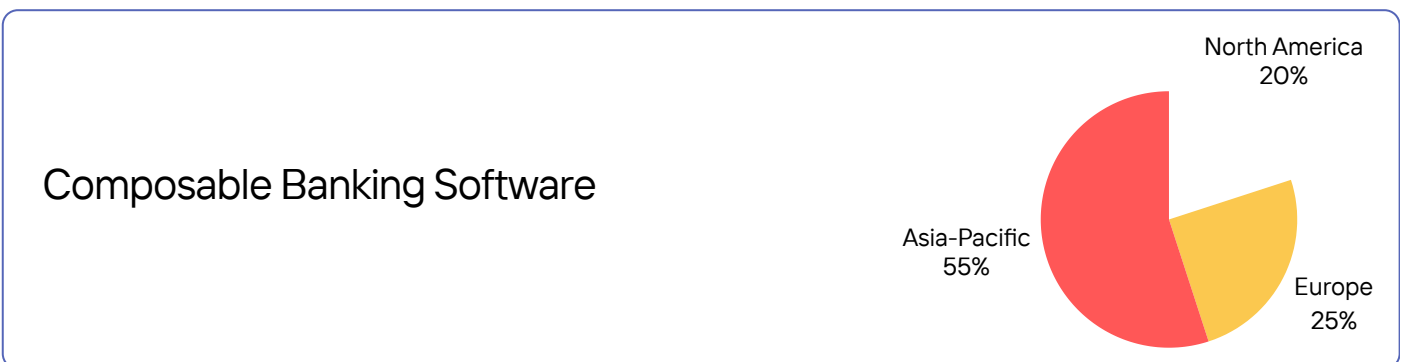 North America
20%
Composable Banking Software
Asia-Pacific
55%
Europe
25%